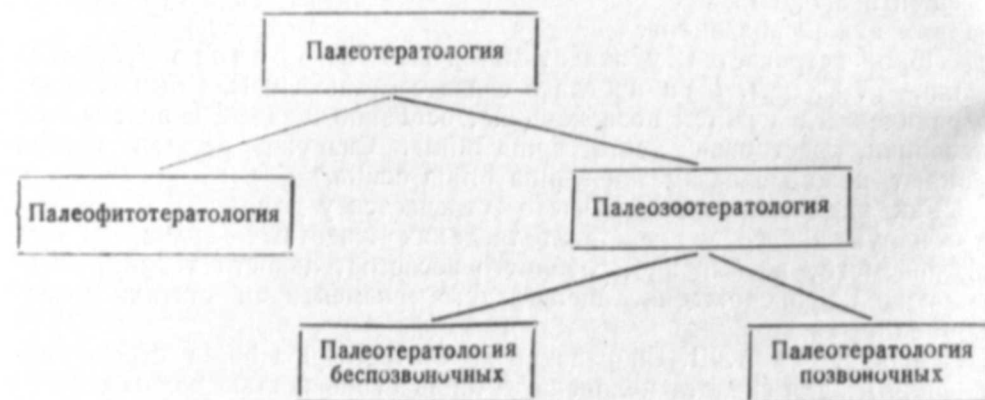 Палеотератология
Палеофитотератология
Палеозоотератология
Палеотератология
беспозвоночных
Палеотератология
позвоночных